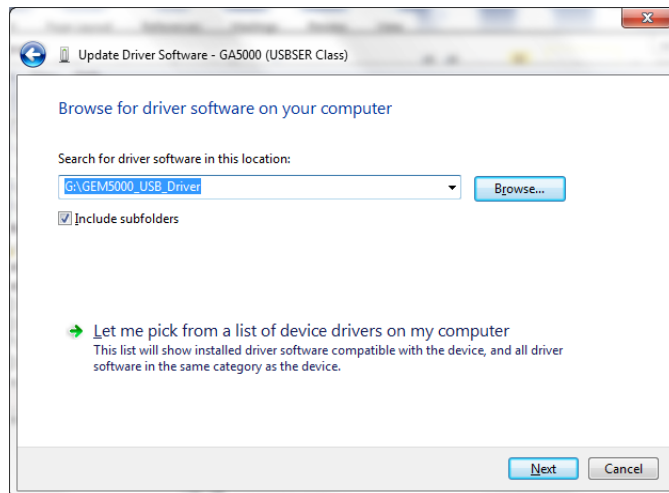 Update Driver Software - GA5000 (USBSER Class)
Browse for driver software on your computer
Search for driver software in this location:
G:\GEM5000_USB_Driver
Browse...
Include subfolders
Let me pick from a list of device drivers on my computer
This list will show installed driver software compatible with the device, and all driver
software in the same category as the device.
Next
Cancel